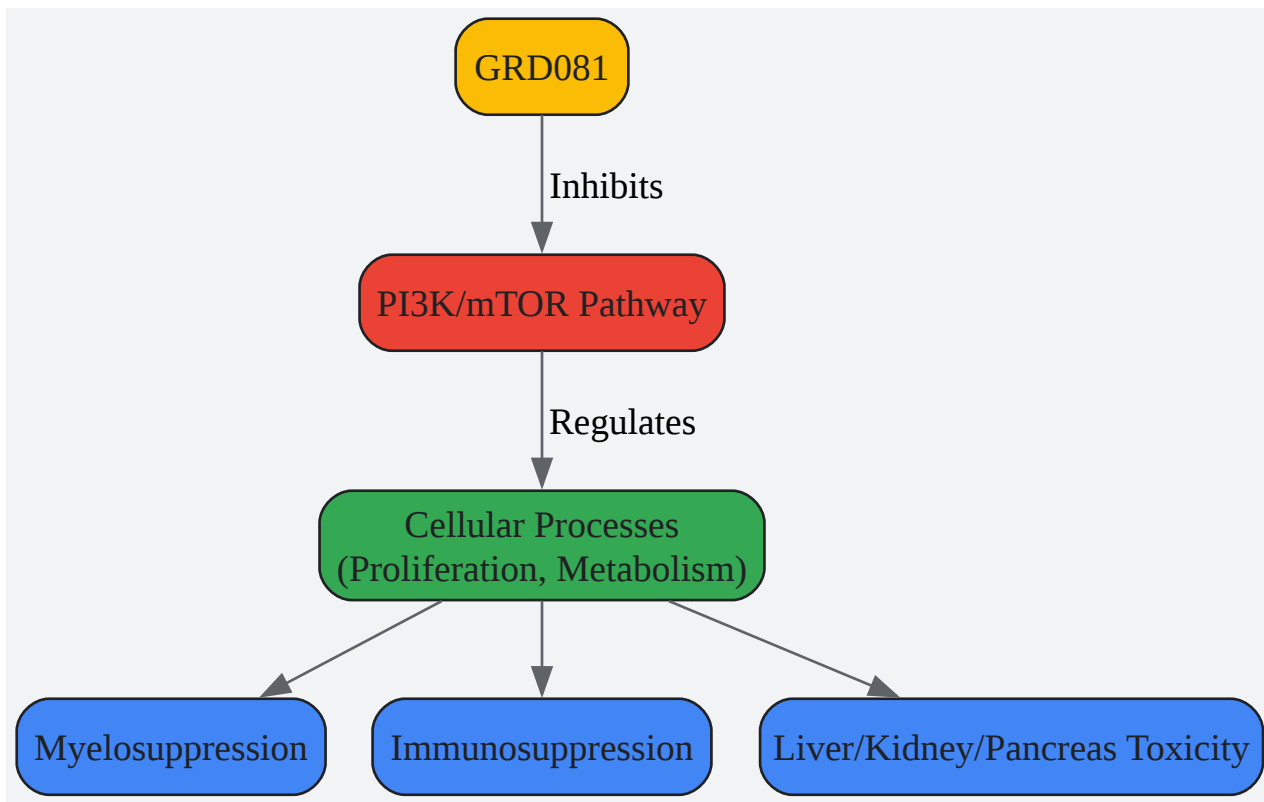 GRD081
Inhibits
PI3K/mTOR Pathway
Regulates
Cellular Processes
(Proliferation, Metabolism)
Myelosuppression
Immunosuppression
Liver/Kidney/Pancreas Toxicity